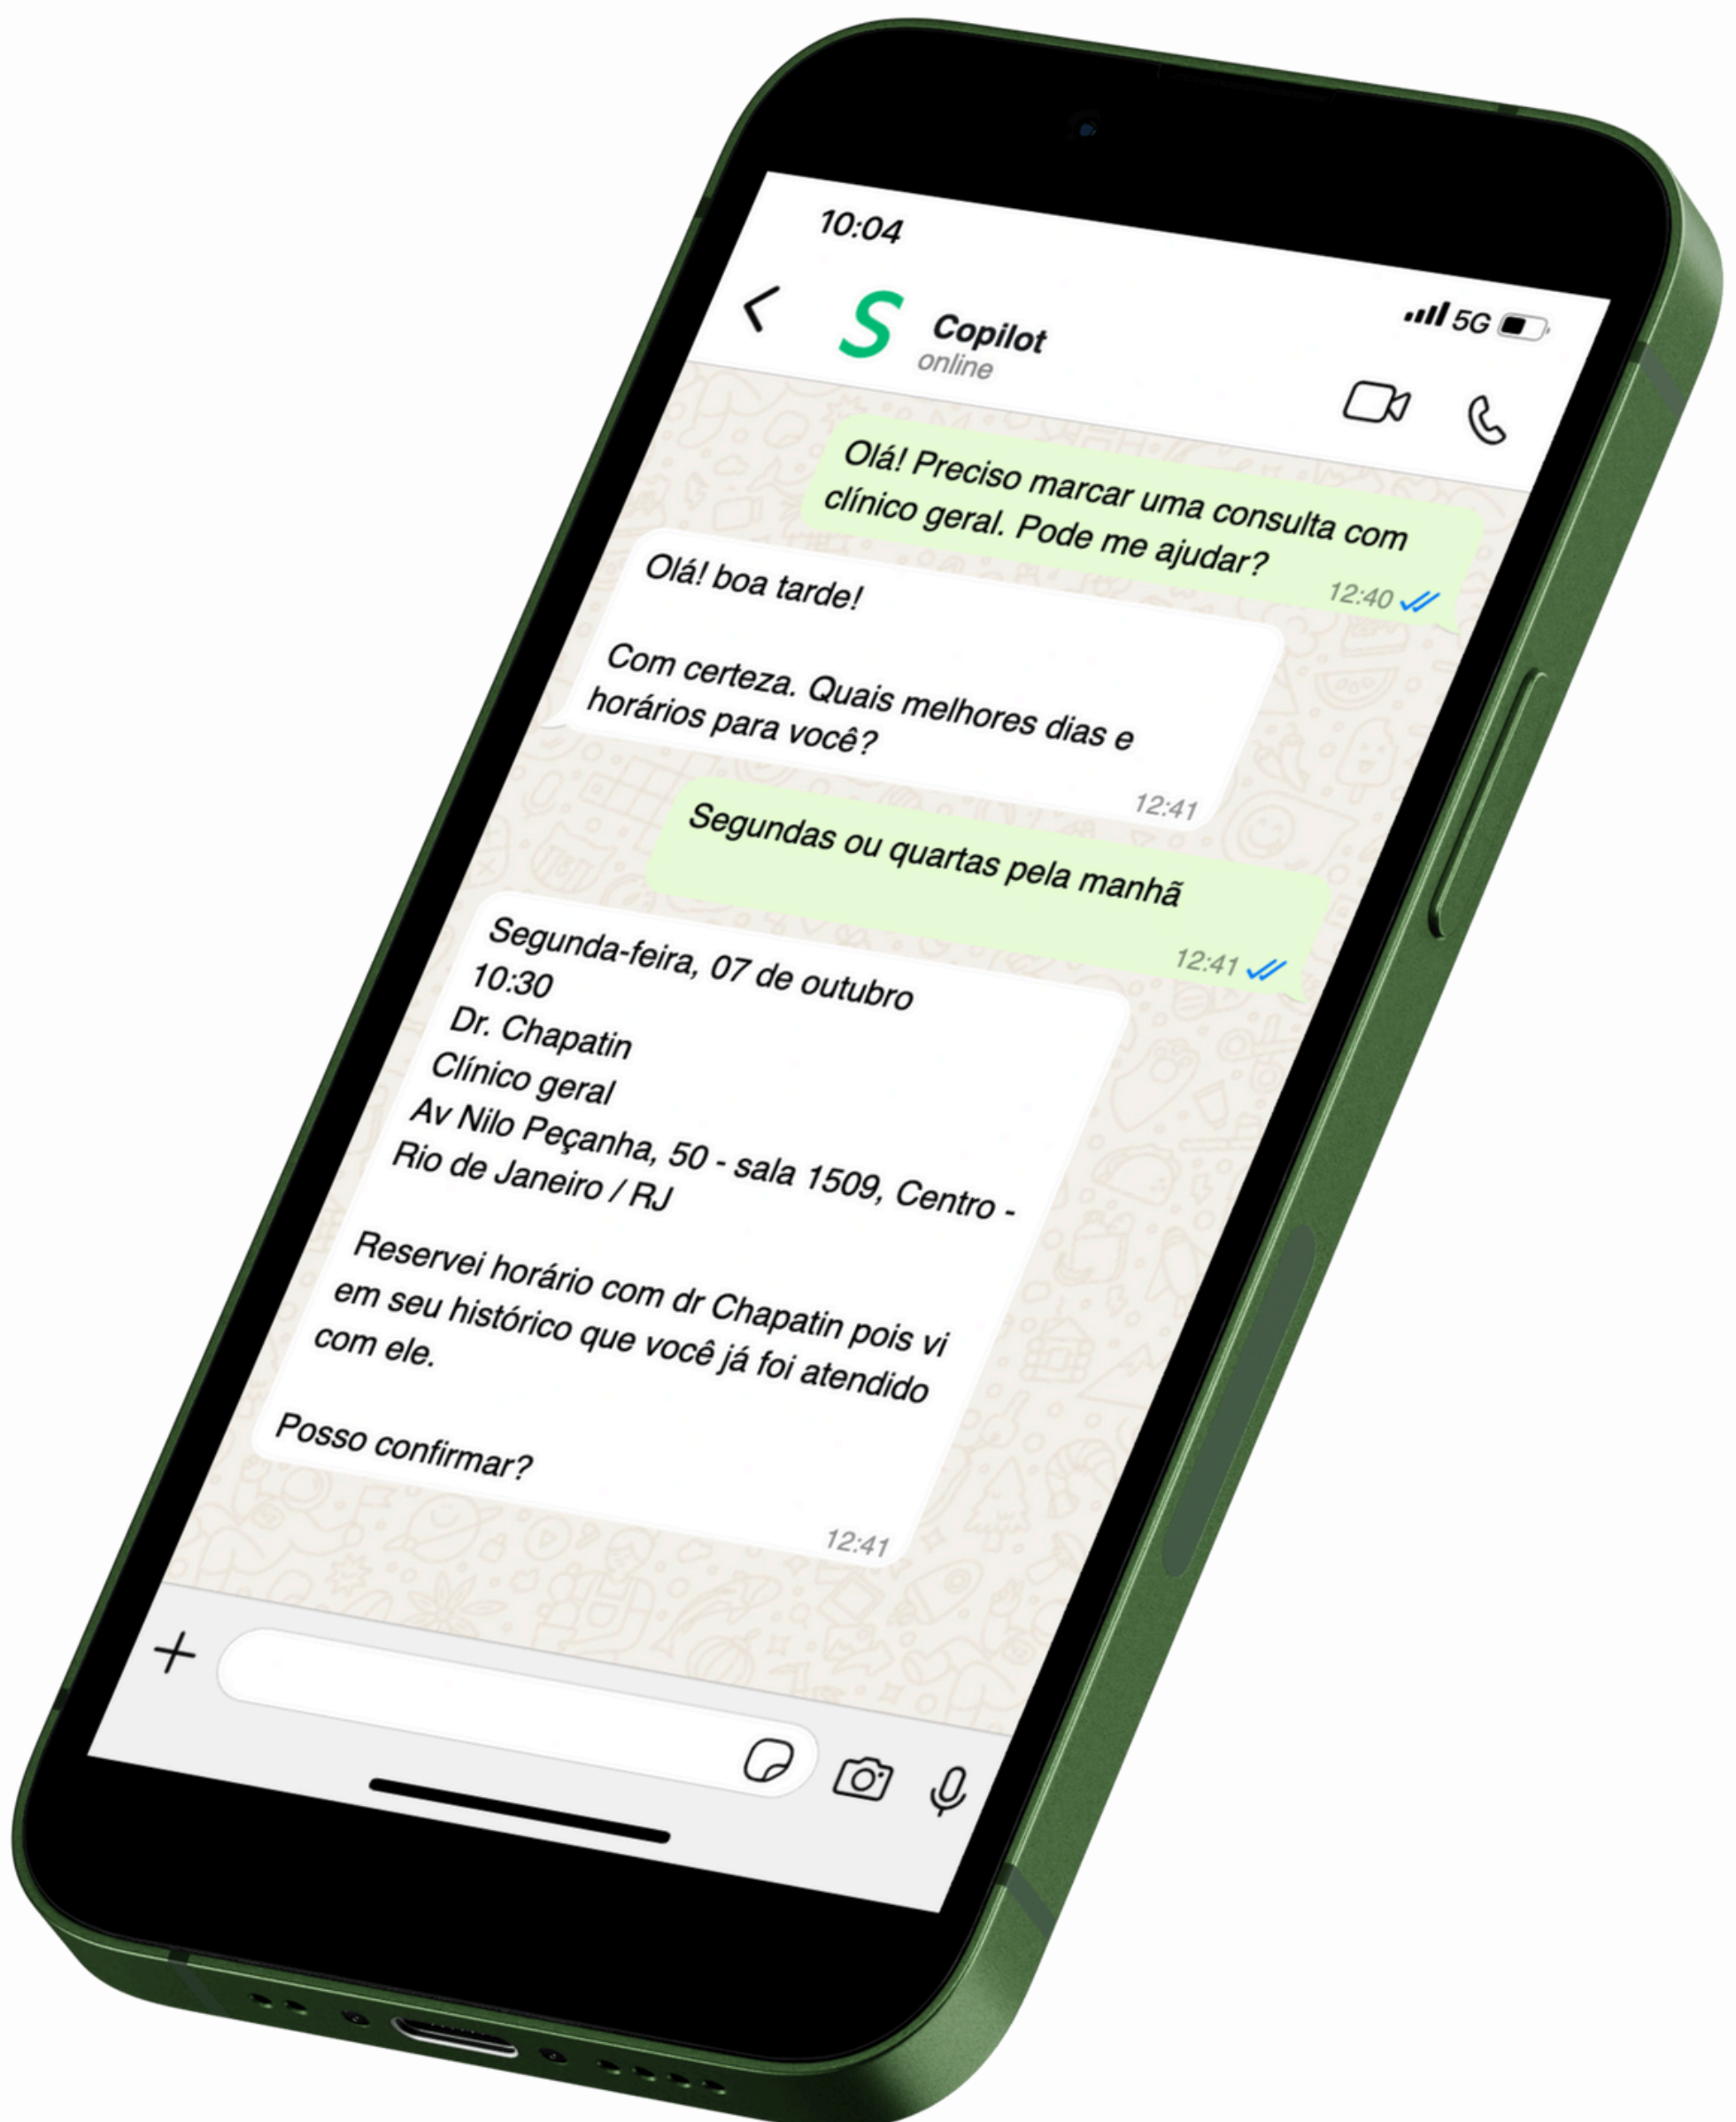 10:04
5G
S
Copilot
online
Olá! Preciso marcar uma consulta com
clínico geral. Pode me ajudar?
12:40
Olá! boa tarde!
Com certeza. Quais melhores dias e
horários para você?
12:41
Segundas ou quartas pela manhã
12:41
Segunda-feira, 07 de outubro
10:30
Dr. Chapatin
Clínico geral
Av Nilo Peçanha, 50 - sala 1509, Centro -
Rio de Janeiro / RJ
Reservei horário com dr Chapatin pois vi
em seu histórico que você já foi atendido
com ele.
Posso confirmar?
12:41